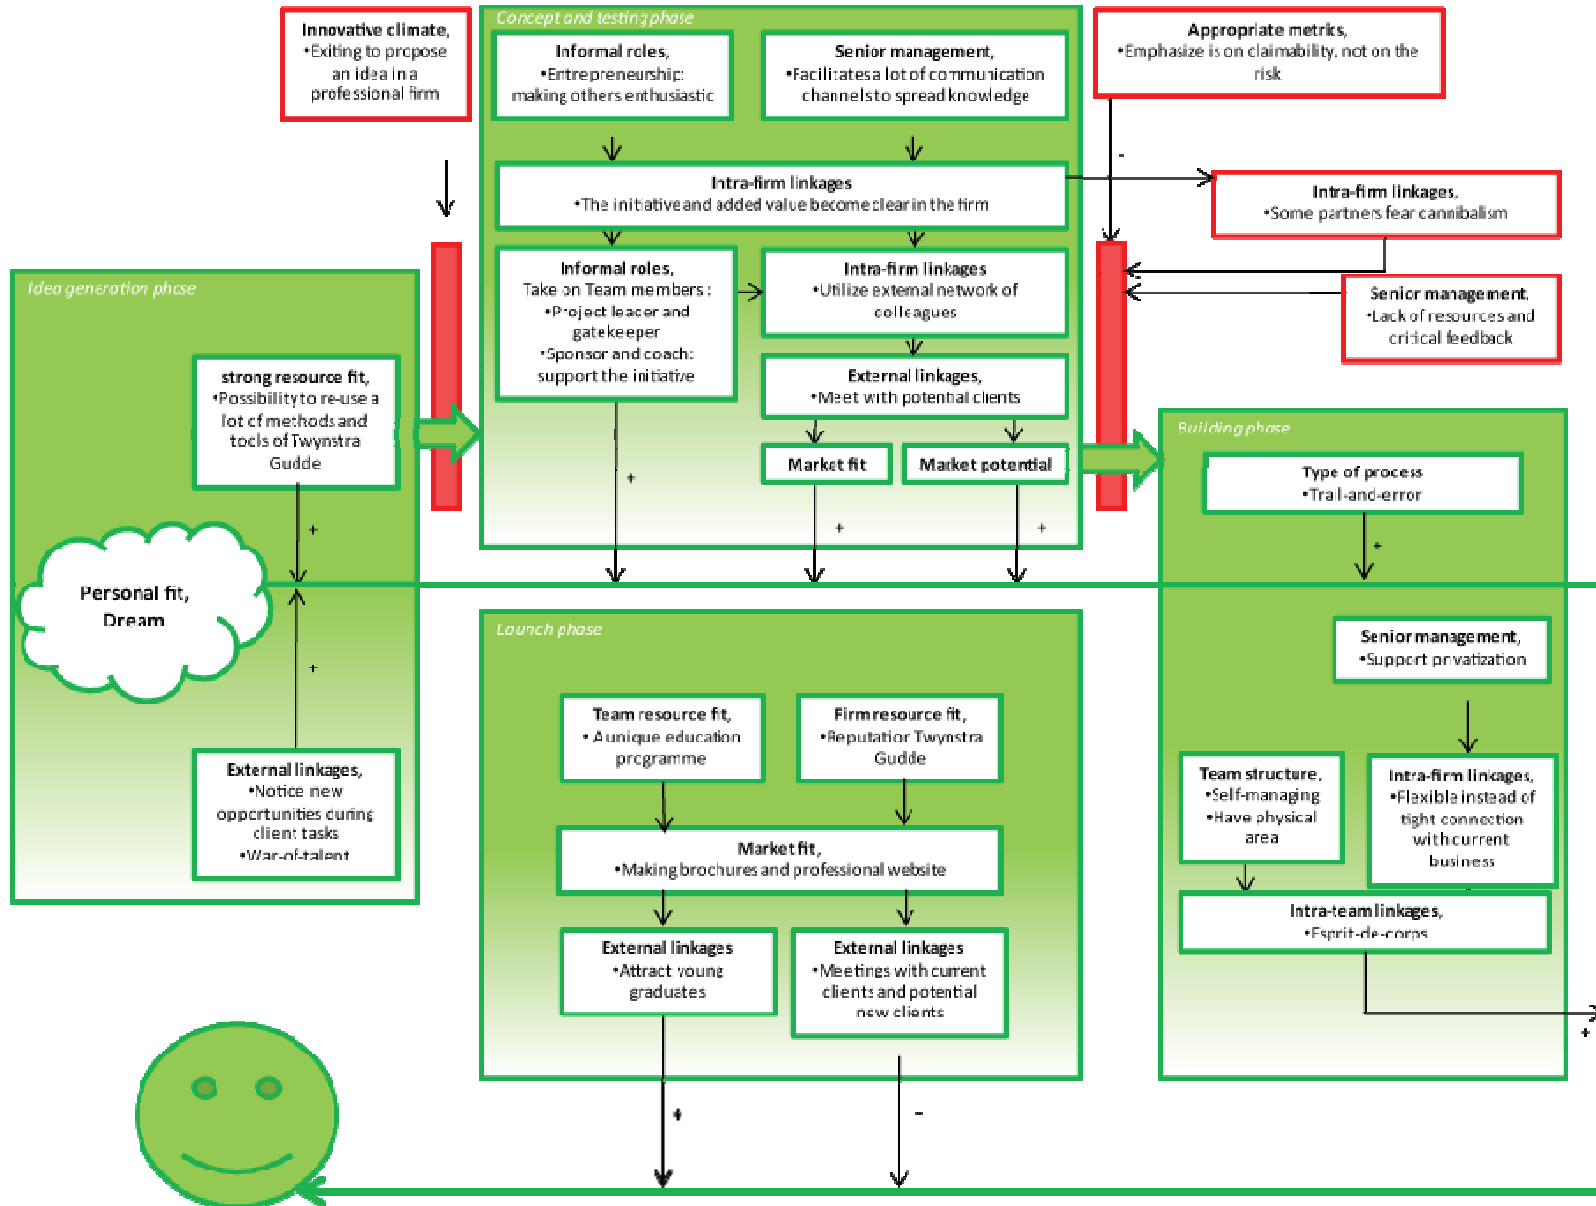 Innovative climate,
•Exiting to propose
an idea in a
professional firm
Concept and testing phase
Informal roles,
•Entrepreneurship:
making others enthusiastic
Senior management,
•Facilitates a lot of communication
channels to spread knowledge
Appropriate metrics,
•Emphasize is on claimability, not on the
risk
-
Intra-firm linkages
•The initiative and added value become clear in the firm
Intra-firm linkages,
•Some partners fear cannibalism
Informal roles,
Take on Team members :
•Project leader and
gatekeeper
•Sponsor and coach:
support the initiative
Intra-firm linkages
•Utilize external network of
colleagues
Senior management,
•Lack of resources and
critical feedback
External linkages,
•Meet with potential clients
Market fit
Market potential
+
+
+
Idea generation phase
strong resource fit,
•Possibility to re-use a
lot of methods and
tools of Twynstra
Gudde
+
Personal fit,
Dream
+
External linkages,
•Notice new
opportunities during
client tasks
•War-of-talent
Building phase
Type of process
•Trail-and-error
+
Senior management,
•Support privatization
Team structure,
•Self-managing
•Have physical
area
Intra-firm linkages,
•Flexible instead of
tight connection
with current
business
Intra-team linkages,
•Esprit-de-corps
+
Launch phase
Team resource fit,
•A unique education
programme
Firm resource fit,
•Reputation Twynstra
Gudde
Market fit,
•Making brochures and professional website
External linkages
•Attract young
graduates
External linkages
•Meetings with current
clients and potential
new clients
+
-